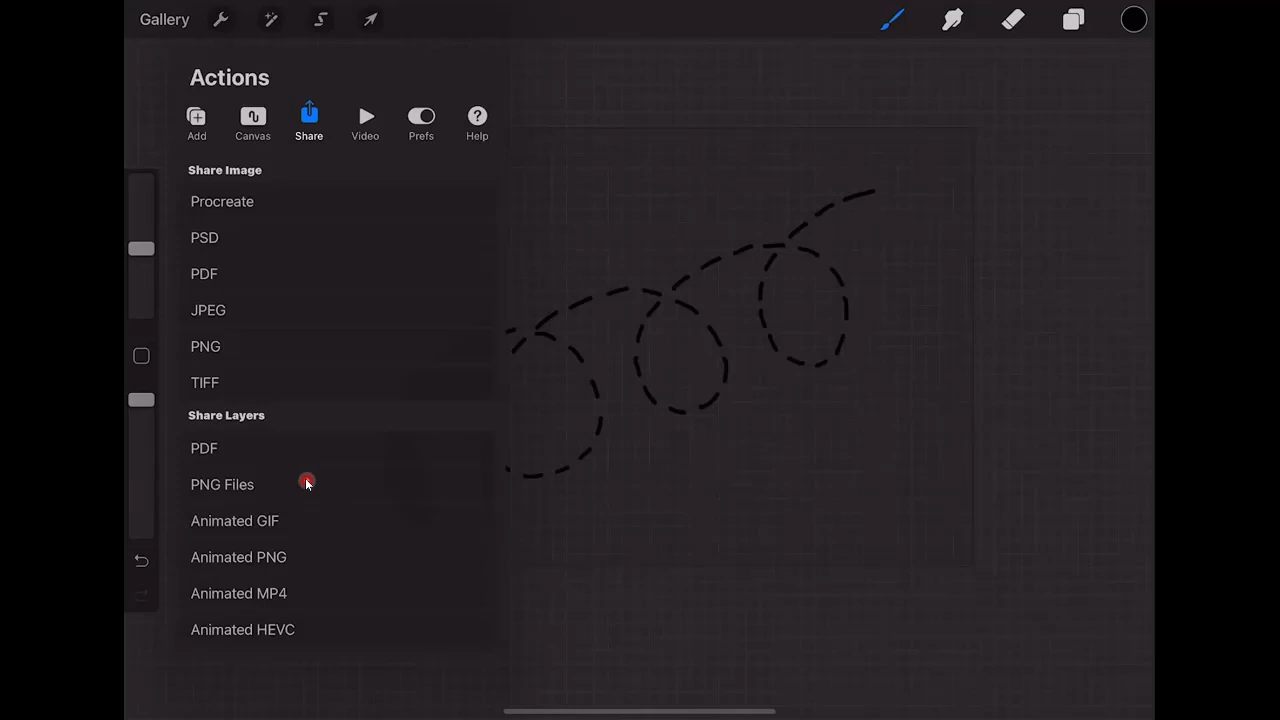 Gallery
Actions
Add Canvas Share Video Prefs Help
Share Image
Procreate
PSD
PDF
JPEG
PNG
TIFF
Share Layers
PDF
PNG Files
Animated GIF
Animated PNG
Animated MP4
Animated HEVC